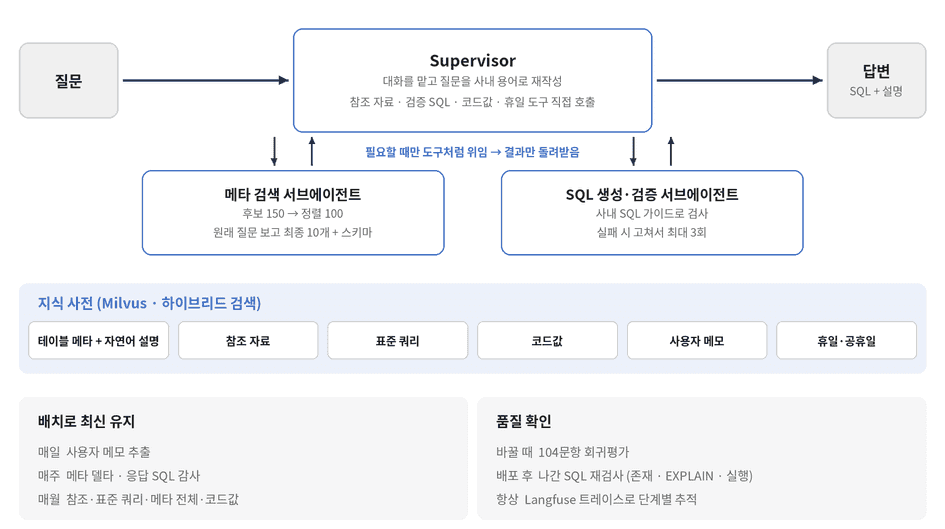 질문
Supervisor
대화를 맡고 질문을 사내 용어로 재작성
참조 자료 · 검증 SQL · 코드값 · 휴일 도구 직접 호출
답변
SQL + 설명
필요할 때만 도구처럼 위임 → 결과만 돌려받음
메타 검색 서브에이전트
후보 150 → 정렬 100
원래 질문 보고 최종 10개 + 스키마
SQL 생성·검증 서브에이전트
사내 SQL 가이드로 검사
실패 시 고쳐서 최대 3회
지식 사전 (Milvus · 하이브리드 검색)
테이블 메타 + 자연어 설명
참조 자료
표준 쿼리
코드값
사용자 메모
휴일·공휴일
배치로 최신 유지
매일 사용자 메모 추출
매주 메타 델타 · 응답 SQL 감사
매월 참조·표준 쿼리·메타 전체·코드값
품질 확인
바꿀 때 104문항 회귀평가
배포 후 나간 SQL 재검사 (존재 · EXPLAIN · 실행)
항상 Langfuse 트레이스로 단계별 추적